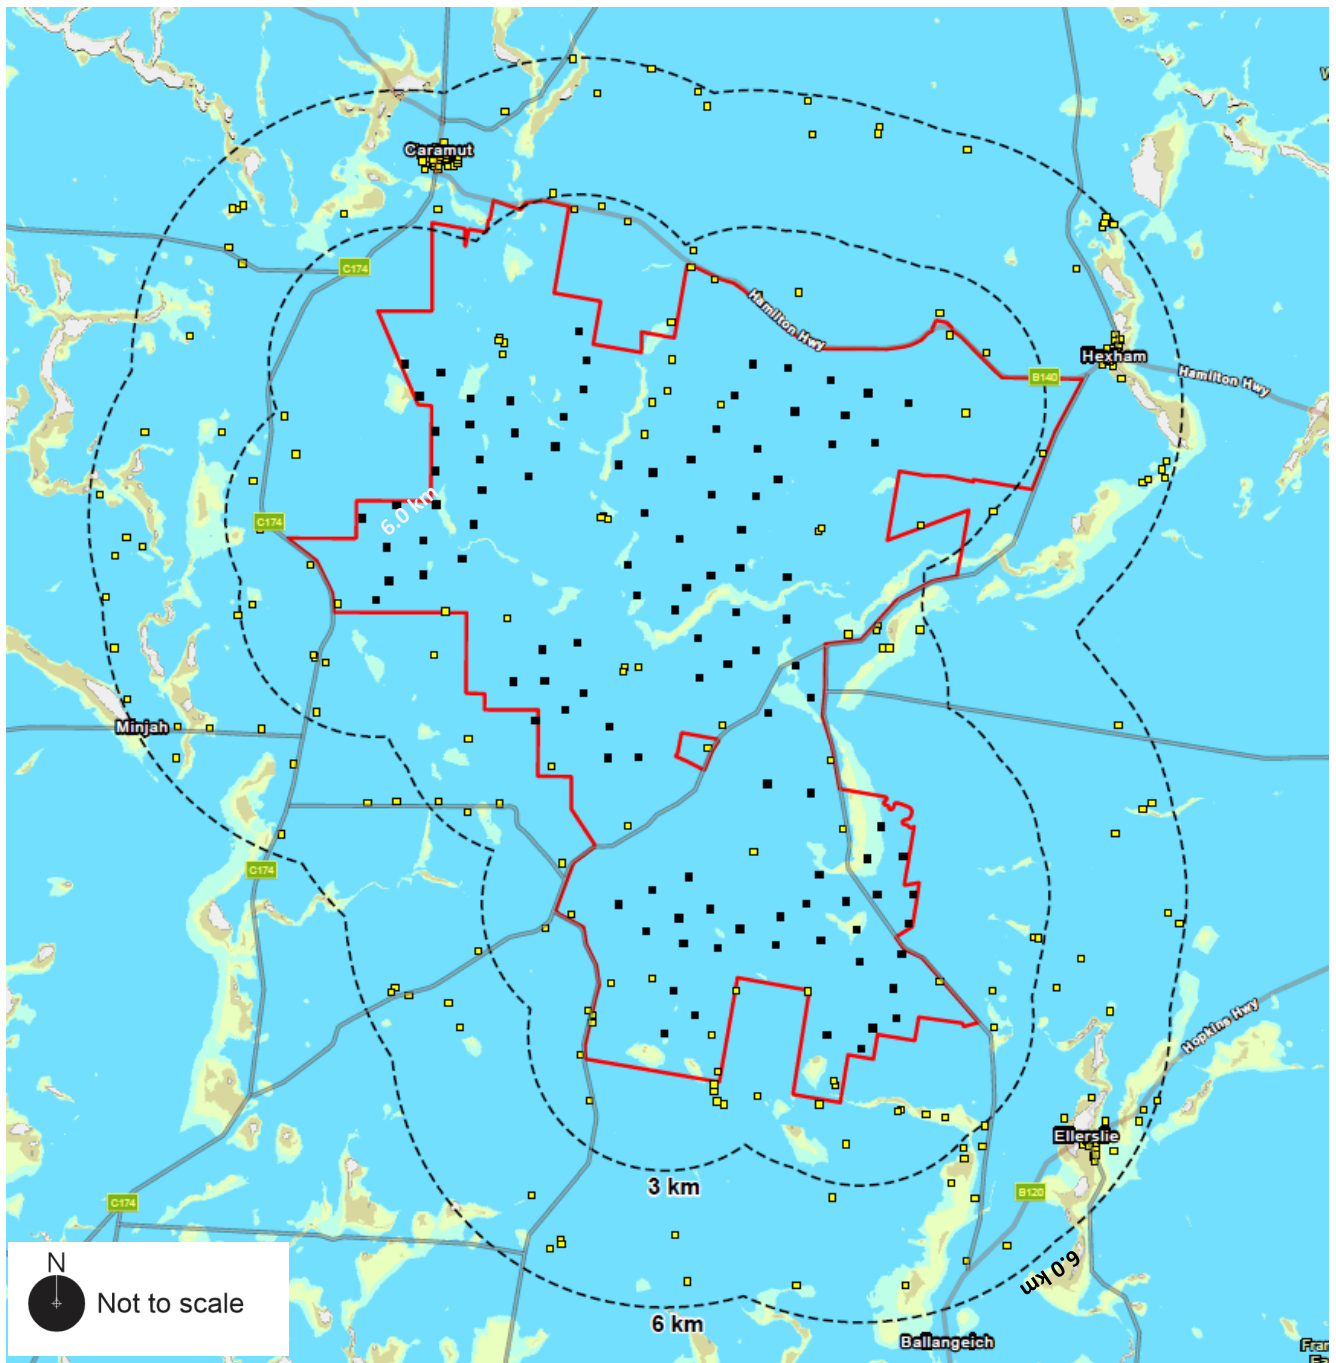 Caramut
C174
Hamilton Hwy
Hexham
B140
Hamilton Hwy
6.0 km
C174
Minjah
C174
Hopkins Hwy
Ellerslie
3 km
B120
C174
6.0 km
N
Not to scale
6 km
Ballangeich